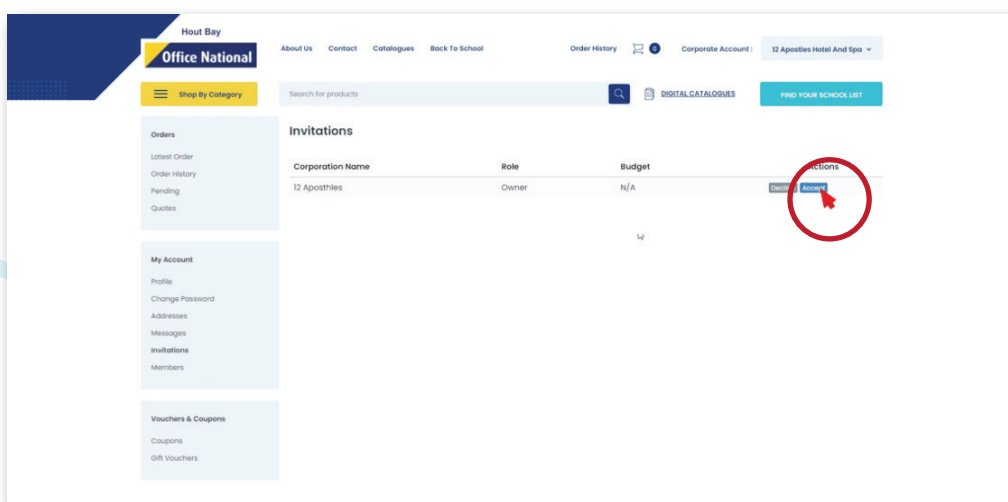 Hout Bay
Office National
About Us Contact Catalogues Back To School Order History 0 Corporate Account : 12 Apostles Hotel And Spa
Shop By Category Search for products DIGITAL CATALOGUES FIND YOUR SCHOOL LIST
Invitations
Corporation Name Role Budget Actions
12 Aposthles Owner N/A Decline Accept
Orders
Latest Order
Order History
Pending
Quotes
My Account
Profile
Change Password
Addresses
Messages
Invitations
Members
Vouchers & Coupons
Coupons
Gift Vouchers